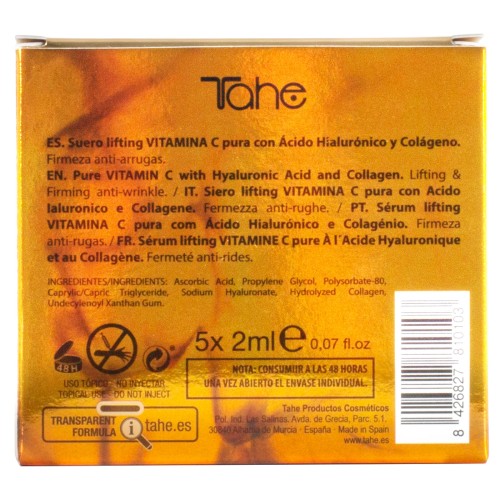 Tahe
ES. Suero lifting VITAMINA C pura con Ácido Hialurónico y Colágeno.
Firmeza anti-arrugas.
EN. Pure VITAMIN C with Hyaluronic Acid and Collagen. Lifting &
Firming anti-wrinkle. / IT. Siero lifting VITAMINA C pura con Acido
Ialuronico e Collagene. Fermezza anti-rughe. / PT. Sérum lifting
VITAMINA C pura com Ácido Hialurônico e Colagénio. Firmeza
anti-rugas. / FR. Sérum lifting VITAMINE C pure À l´Acide Hyaluronique
et au Collagène. Fermeté anti-rides.
INGREDIENTES/INGREDIENTS: Ascorbic Acid, Propylene Glycol, Polysorbate-80,
Caprylic/Capric Triglyceride, Sodium Hyaluronate, Hydrolyzed Collagen,
Undecylenoyl Xanthan Gum.
5x 2ml e 0,07 fl.oz
48 H
NOTA: CONSUMIR A LAS 48 HORAS
UNA VEZ ABIERTO EL ENVASE INDIVIDUAL.
USO TÓPICO - NO INYECTAR
TOPICAL USE - DO NOT INJECT
TRANSPARENT
FORMULA
i tahe.es
Tahe Productos Cosméticos
Pol. Ind. Las Salinas, Avda. de Grecia, Parc. 5.1.
30840 Alhama de Murcia - España - Made in Spain
www.tahe.es
8 426827 810103